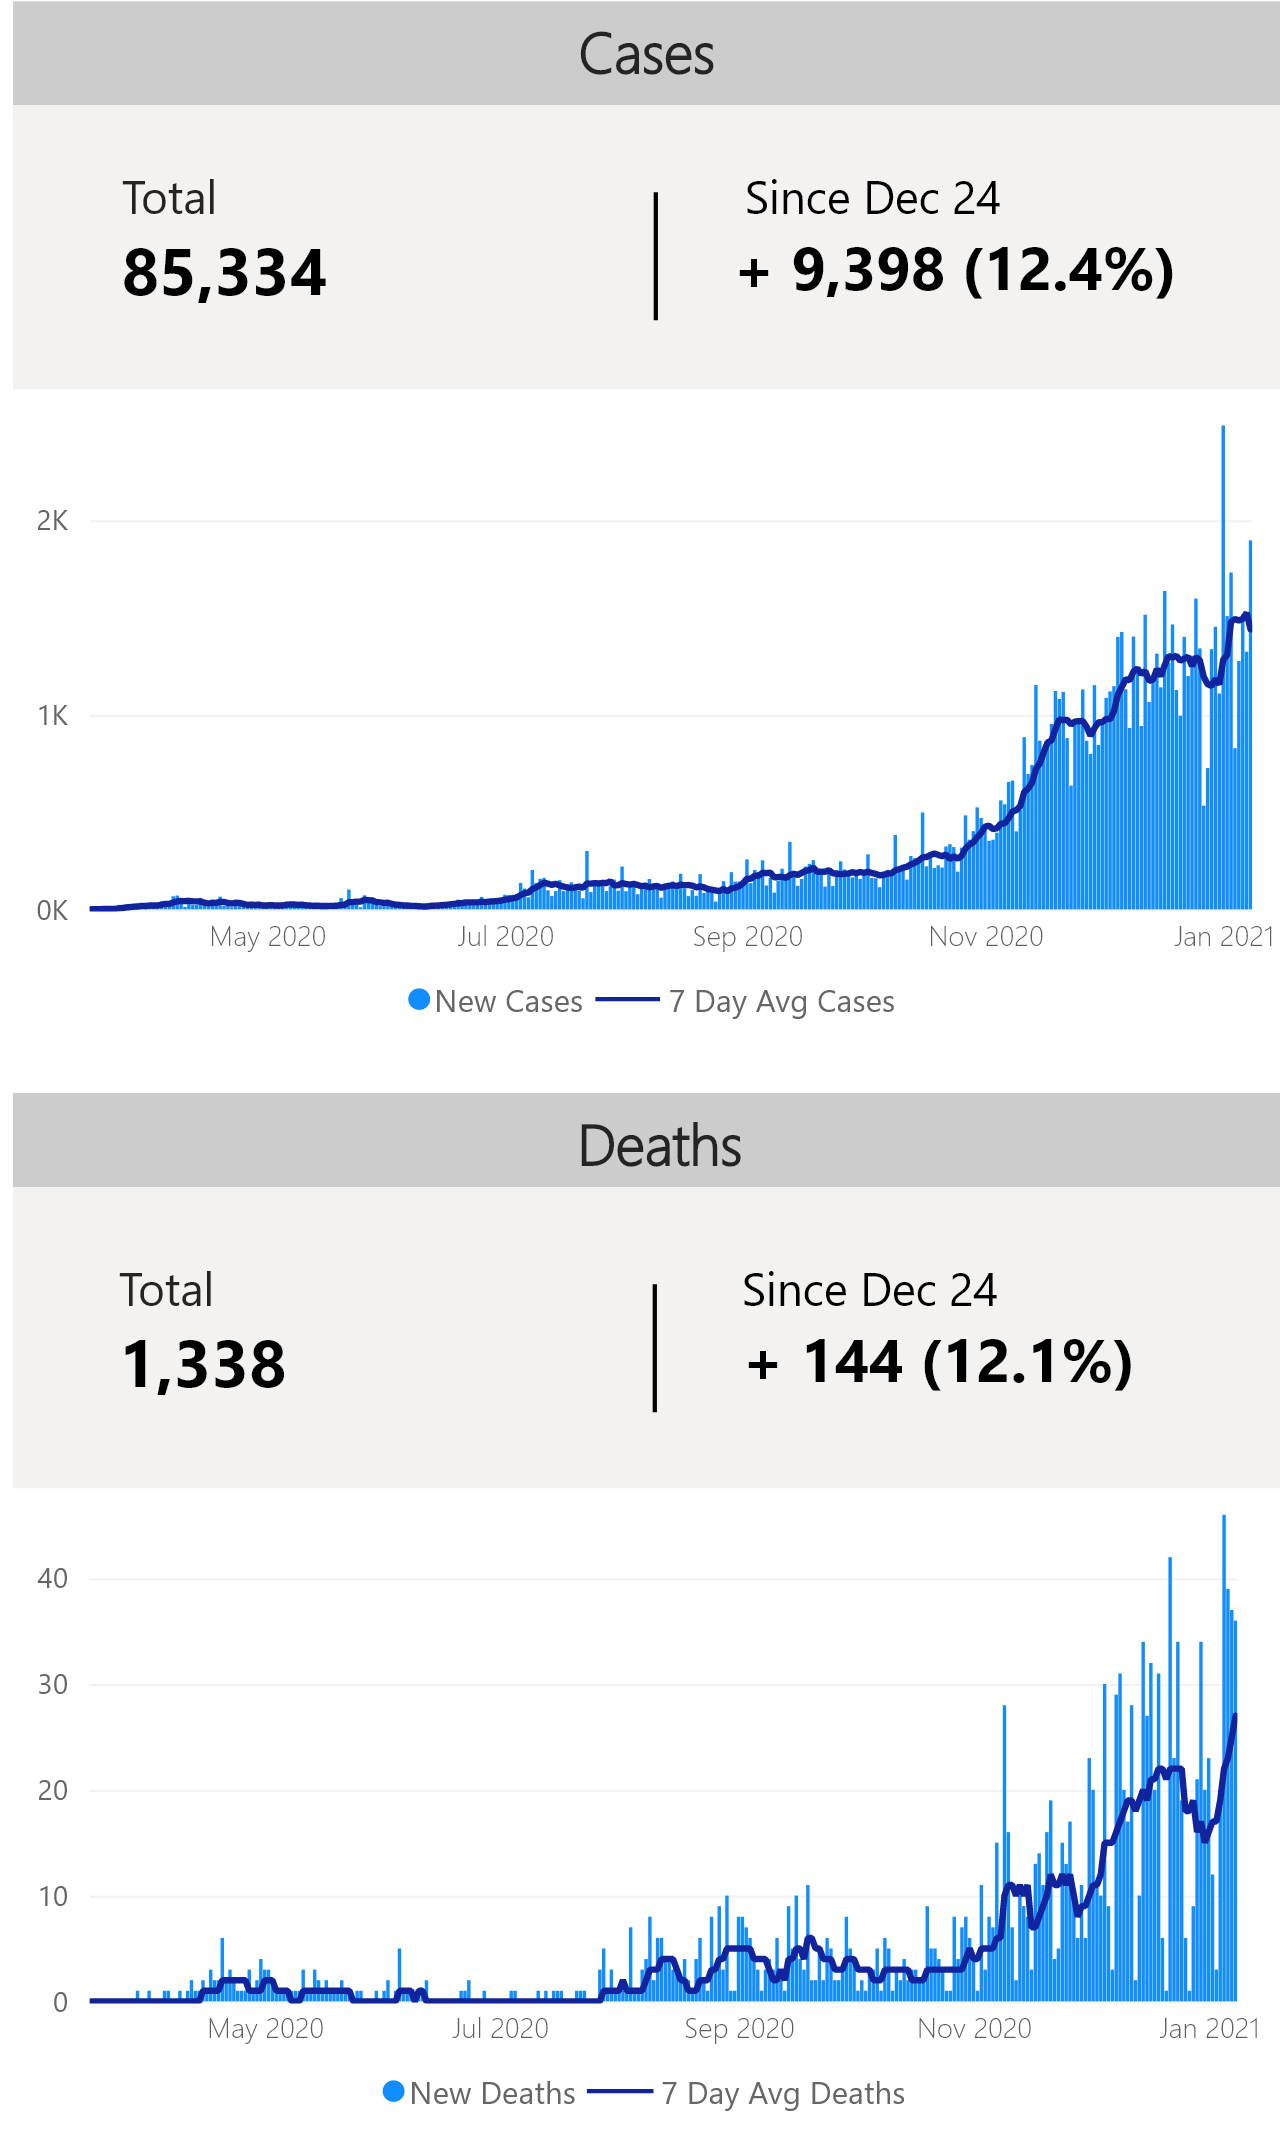 Cases
Total
Since Dec 24
85,334
+ 9,398 (12.4%)
2K
1K
0K
May 2020
Jul 2020
Sep 2020
Nov 2020
Jan 2021
New Cases
7 Day Avg Cases
Deaths
Total
Since Dec 24
1,338
+ 144 (12.1%)
40
30
20
10
0
May 2020
Jul 2020
Sep 2020
Nov 2020
Jan 2021
New Deaths
7 Day Avg Deaths